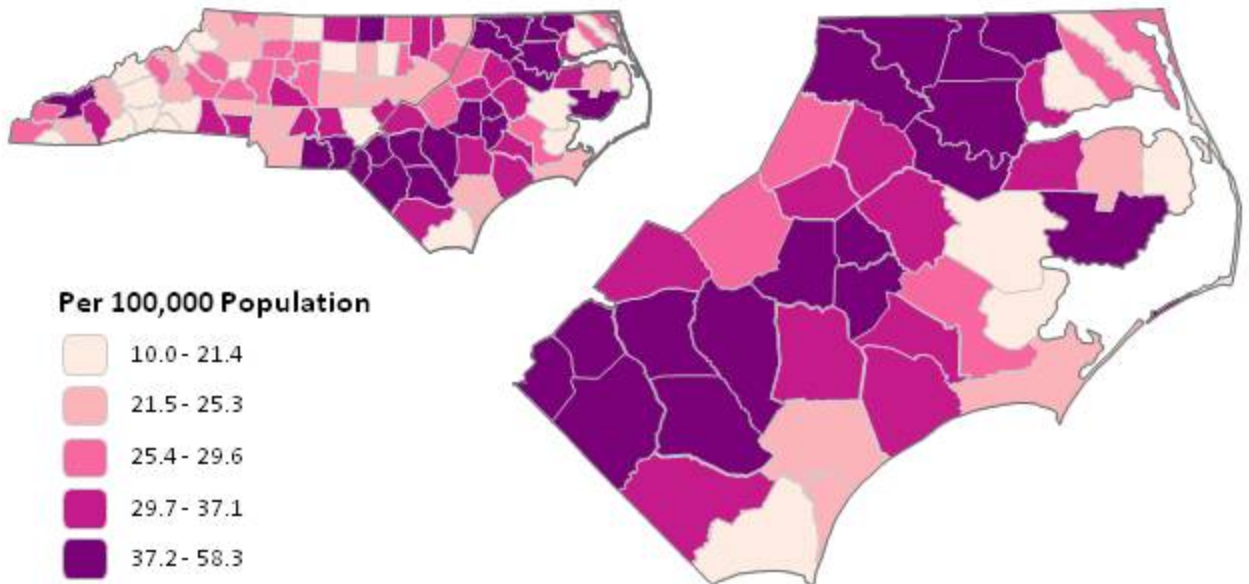 Per 100,000 Population
10.0 - 21.4
21.5 - 25.3
25.4 - 29.6
29.7 - 37.1
37.2 - 58.3